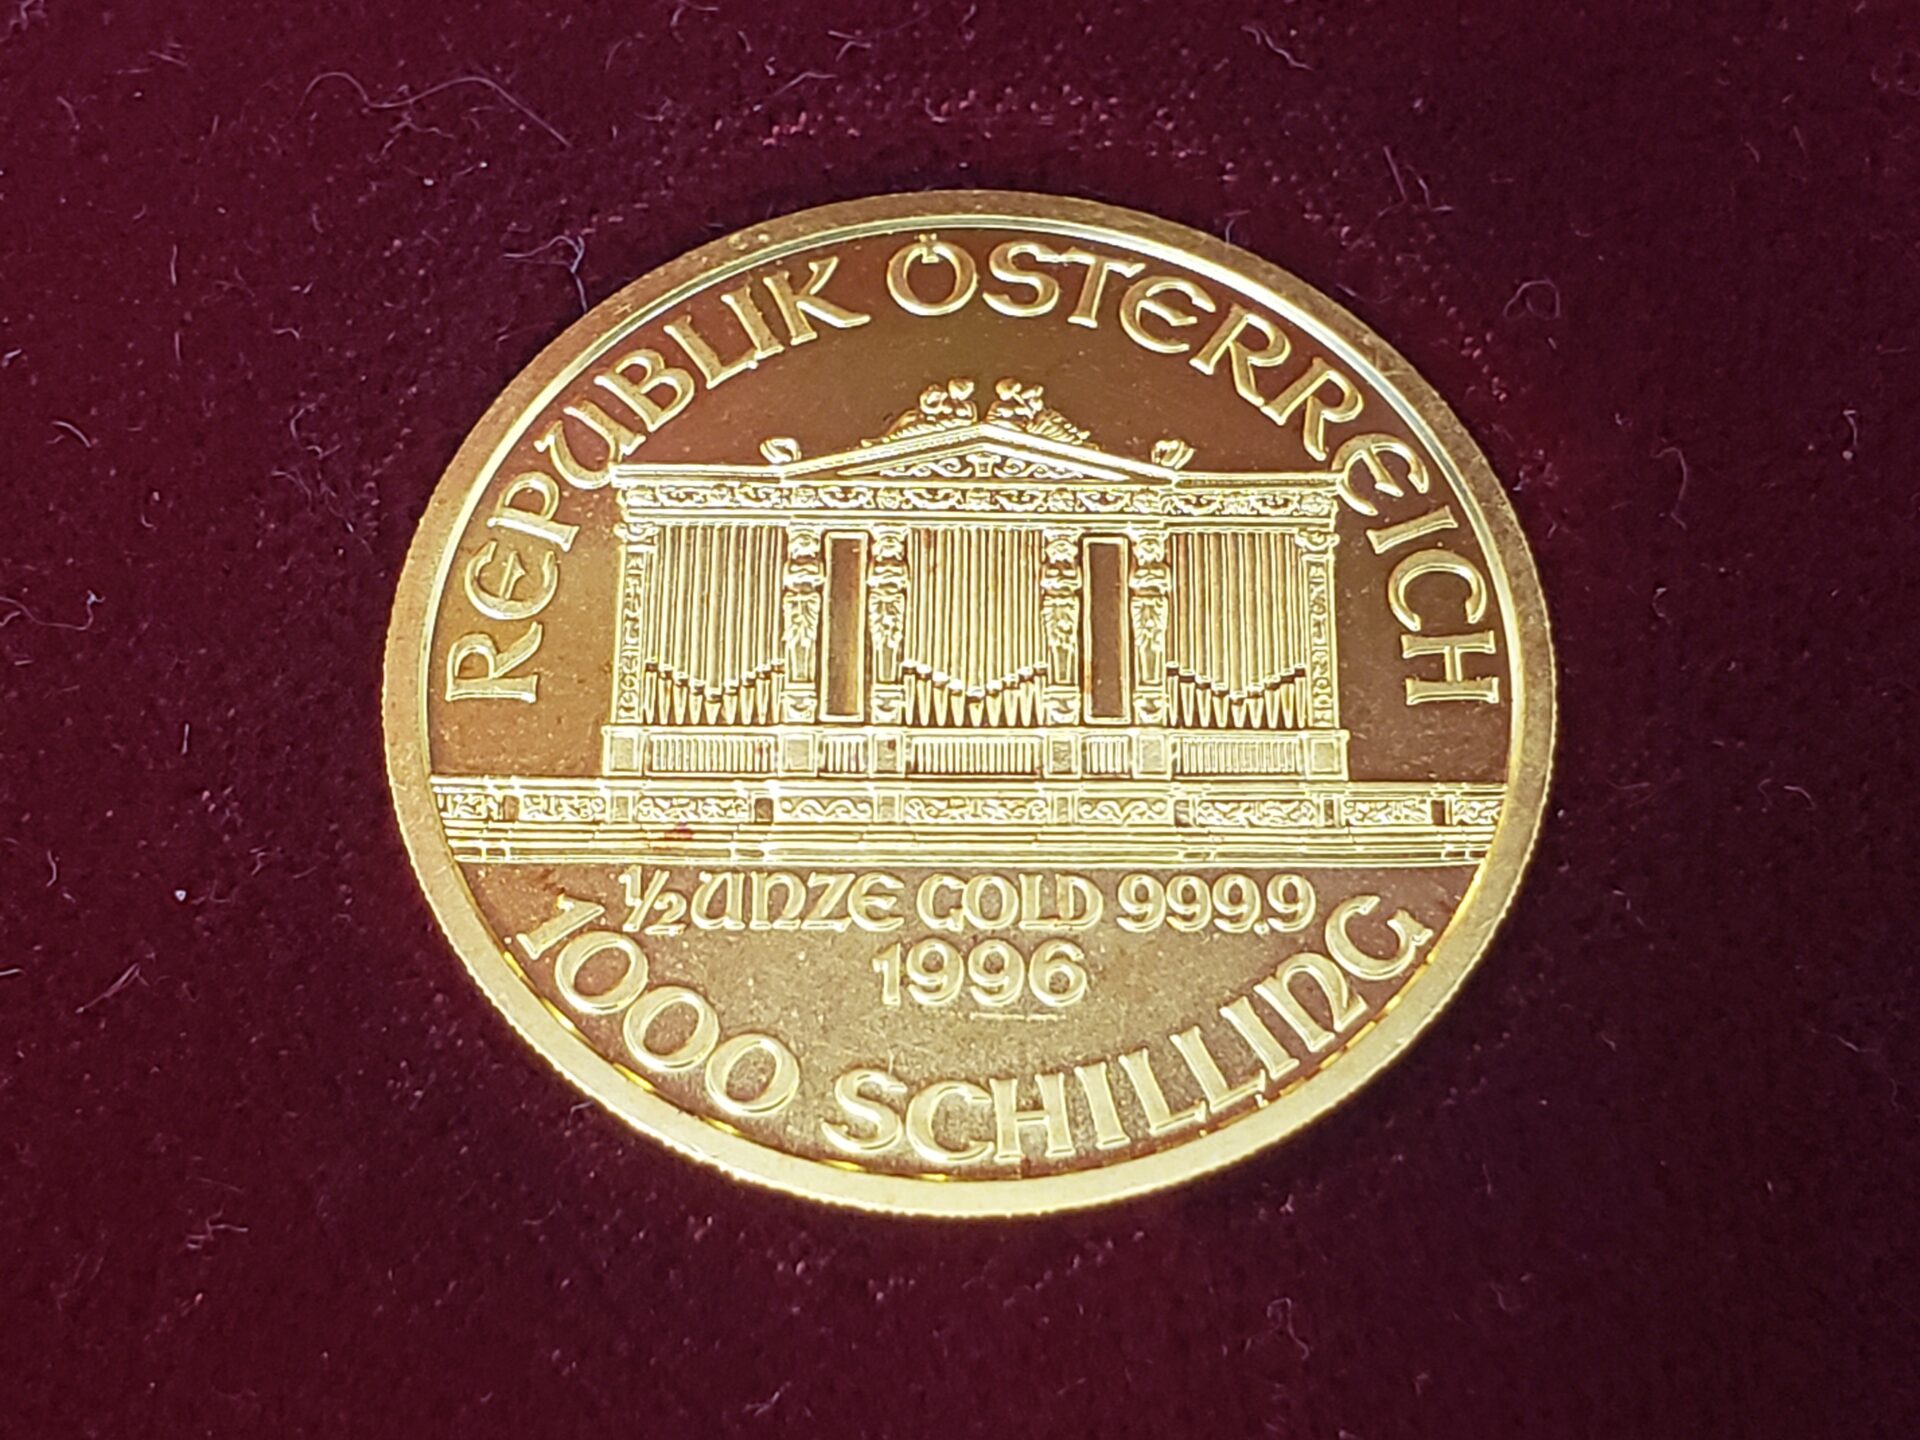 REPUBLIK ÖSTERREICH
1/2 UNZE GOLD 999.9
1996
1000 SCHILLING